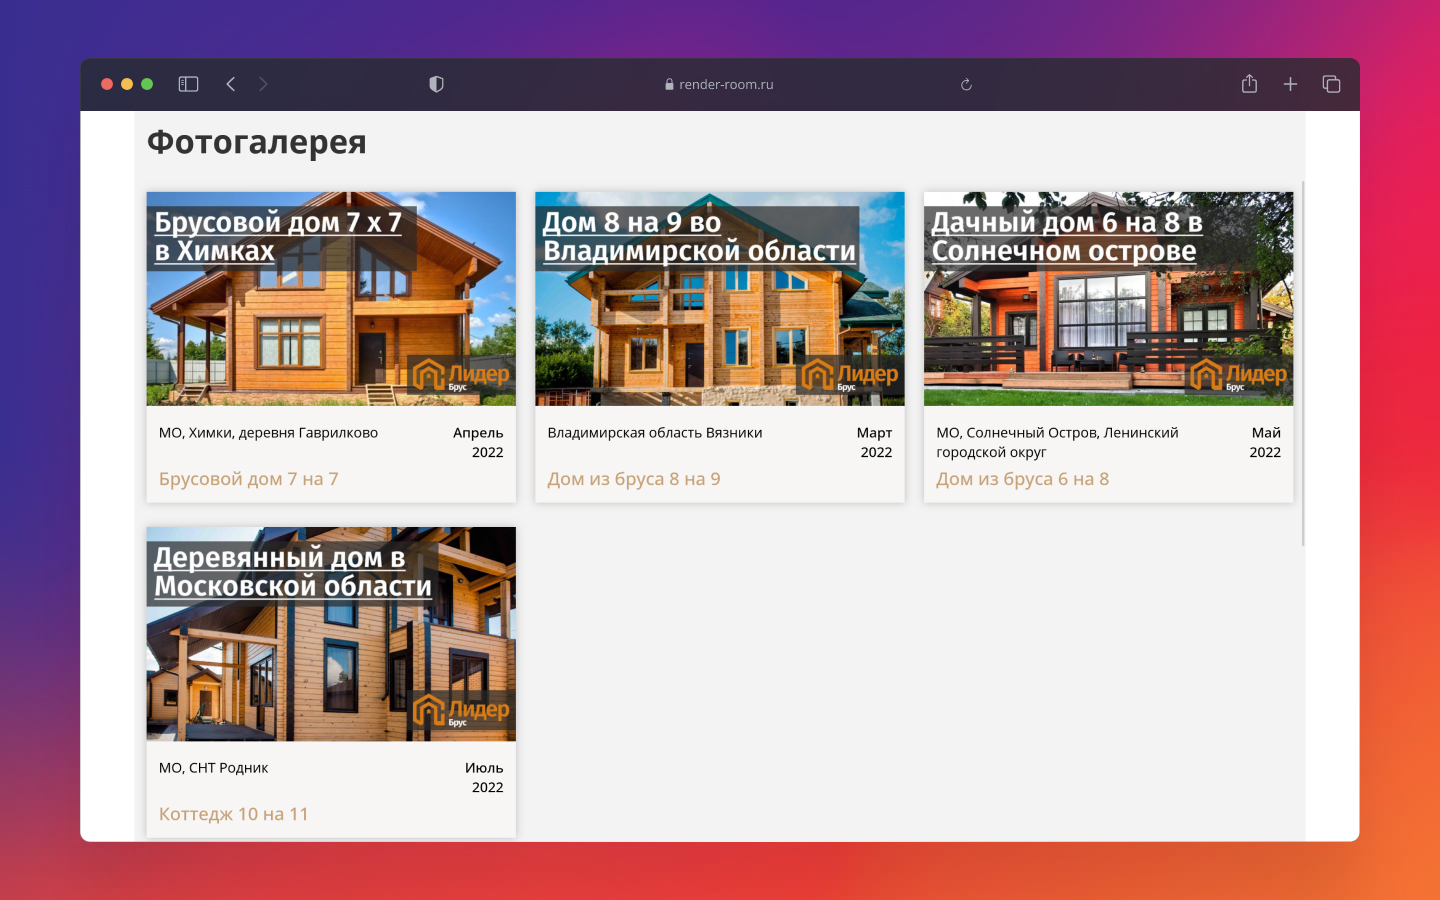 render-room.ru
Фотогалерея
Брусовой дом 7 х 7
в Химках
Лидер
Брус
МО, Химки, деревня Гаврилково
Апрель
2022
Брусовой дом 7 на 7
Дом 8 на 9 во
Владимирской области
Лидер
Брус
Владимирская область Вязники
Март
2022
Дом из бруса 8 на 9
Дачный дом 6 на 8 в
Солнечном острове
Лидер
Брус
МО, Солнечный Остров, Ленинский
городской округ
Май
2022
Дом из бруса 6 на 8
Деревянный дом в
Московской области
Лидер
Брус
МО, СНТ Родник
Июль
2022
Коттедж 10 на 11